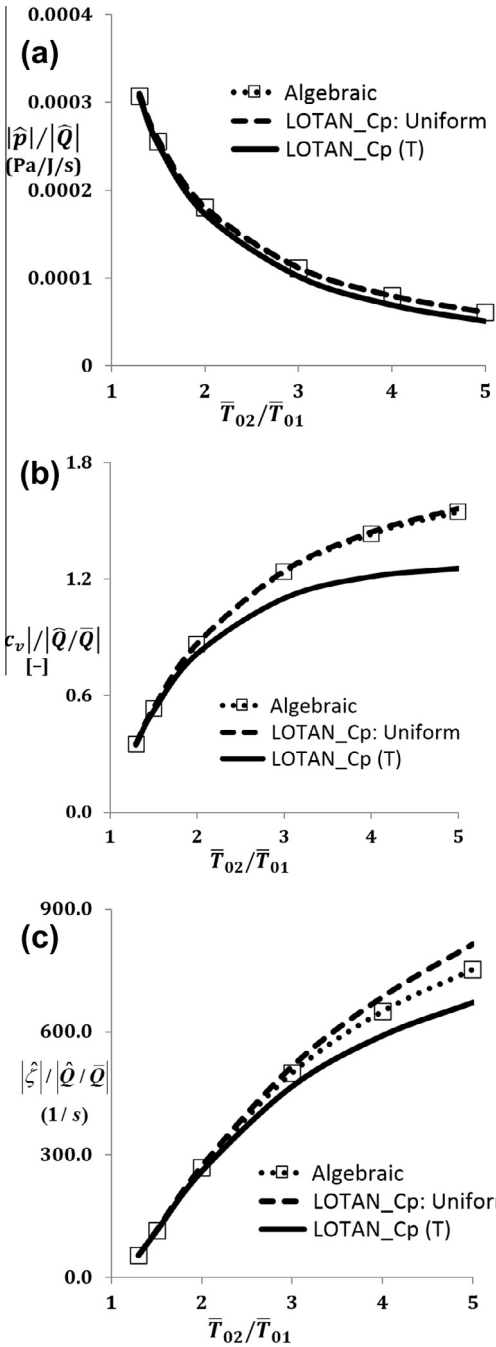 0.0004
(a)
Algebraic
LOTAN_Cp: Uniform
LOTAN_Cp (T)
0.0003
|p̂|/|Q̂|
(Pa/J/s)
0.0002
0.0001
0
1 2 3 4 5
T̅₀₂/T̅₀₁
(b)
1.8
1.2
c_v|/|Q̂/Q̅|
[-]
0.6
Algebraic
LOTAN_Cp: Uniform
LOTAN_Cp (T)
0.0
1 2 3 4 5
T̅₀₂/T̅₀₁
900.0
(c)
600.0
|ζ̂|/|Q̂/Q̅|
(1/s)
300.0
Algebraic
LOTAN_Cp: Unifor
LOTAN_Cp (T)
0.0
1 2 3 4 5
T̅₀₂/T̅₀₁